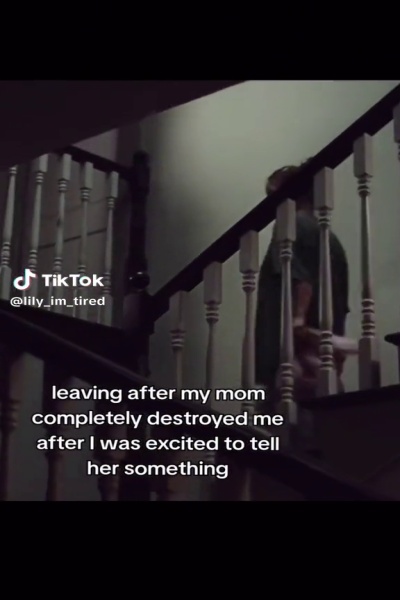 TikTok
@lily_im_tired
leaving after my mom
completely destroyed me
after I was excited to tell
her something